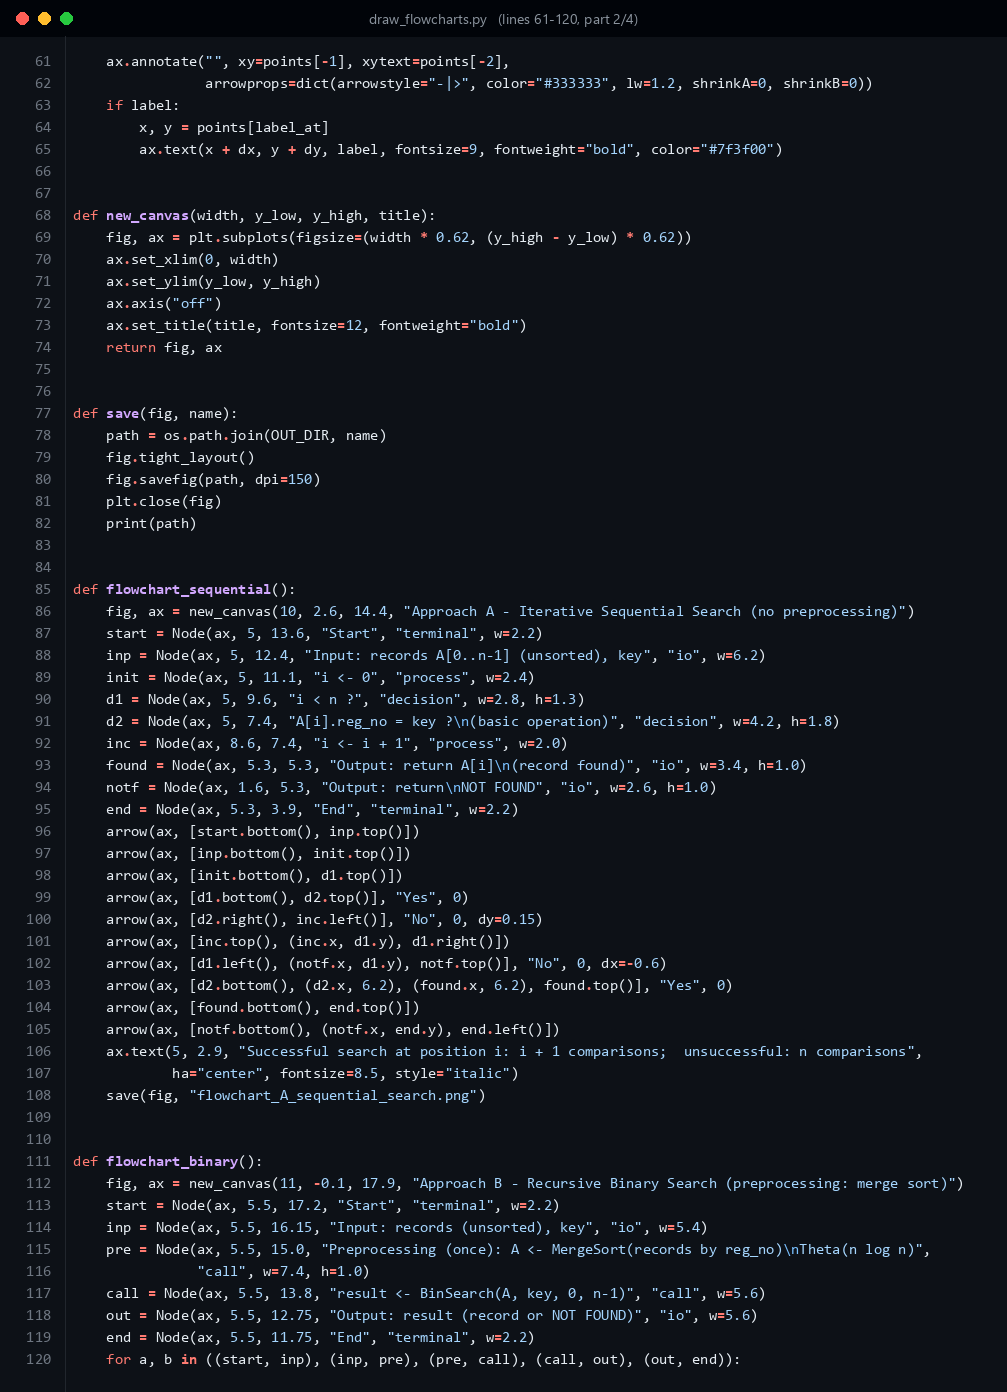 draw_flowcharts.py   (lines 61-120, part 2/4)
61     ax.annotate("", xy=points[-1], xytext=points[-2],
62                 arrowprops=dict(arrowstyle="-|>", color="#333333", lw=1.2, shrinkA=0, shrinkB=0))
63     if label:
64         x, y = points[label_at]
65         ax.text(x + dx, y + dy, label, fontsize=9, fontweight="bold", color="#7f3f00")
66
67
68 def new_canvas(width, y_low, y_high, title):
69     fig, ax = plt.subplots(figsize=(width * 0.62, (y_high - y_low) * 0.62))
70     ax.set_xlim(0, width)
71     ax.set_ylim(y_low, y_high)
72     ax.axis("off")
73     ax.set_title(title, fontsize=12, fontweight="bold")
74     return fig, ax
75
76
77 def save(fig, name):
78     path = os.path.join(OUT_DIR, name)
79     fig.tight_layout()
80     fig.savefig(path, dpi=150)
81     plt.close(fig)
82     print(path)
83
84
85 def flowchart_sequential():
86     fig, ax = new_canvas(10, 2.6, 14.4, "Approach A - Iterative Sequential Search (no preprocessing)")
87     start = Node(ax, 5, 13.6, "Start", "terminal", w=2.2)
88     inp = Node(ax, 5, 12.4, "Input: records A[0..n-1] (unsorted), key", "io", w=6.2)
89     init = Node(ax, 5, 11.1, "i <- 0", "process", w=2.4)
90     d1 = Node(ax, 5, 9.6, "i < n ?", "decision", w=2.8, h=1.3)
91     d2 = Node(ax, 5, 7.4, "A[i].reg_no = key ?\n(basic operation)", "decision", w=4.2, h=1.8)
92     inc = Node(ax, 8.6, 7.4, "i <- i + 1", "process", w=2.0)
93     found = Node(ax, 5.3, 5.3, "Output: return A[i]\n(record found)", "io", w=3.4, h=1.0)
94     notf = Node(ax, 1.6, 5.3, "Output: return\nNOT FOUND", "io", w=2.6, h=1.0)
95     end = Node(ax, 5.3, 3.9, "End", "terminal", w=2.2)
96     arrow(ax, [start.bottom(), inp.top()])
97     arrow(ax, [inp.bottom(), init.top()])
98     arrow(ax, [init.bottom(), d1.top()])
99     arrow(ax, [d1.bottom(), d2.top()], "Yes", 0)
100     arrow(ax, [d2.right(), inc.left()], "No", 0, dy=0.15)
101     arrow(ax, [inc.top(), (inc.x, d1.y), d1.right()])
102     arrow(ax, [d1.left(), (notf.x, d1.y), notf.top()], "No", 0, dx=-0.6)
103     arrow(ax, [d2.bottom(), (d2.x, 6.2), (found.x, 6.2), found.top()], "Yes", 0)
104     arrow(ax, [found.bottom(), end.top()])
105     arrow(ax, [notf.bottom(), (notf.x, end.y), end.left()])
106     ax.text(5, 2.9, "Successful search at position i: i + 1 comparisons;  unsuccessful: n comparisons",
107             ha="center", fontsize=8.5, style="italic")
108     save(fig, "flowchart_A_sequential_search.png")
109
110
111 def flowchart_binary():
112     fig, ax = new_canvas(11, -0.1, 17.9, "Approach B - Recursive Binary Search (preprocessing: merge sort)")
113     start = Node(ax, 5.5, 17.2, "Start", "terminal", w=2.2)
114     inp = Node(ax, 5.5, 16.15, "Input: records (unsorted), key", "io", w=5.4)
115     pre = Node(ax, 5.5, 15.0, "Preprocessing (once): A <- MergeSort(records by reg_no)\nTheta(n log n)",
116                "call", w=7.4, h=1.0)
117     call = Node(ax, 5.5, 13.8, "result <- BinSearch(A, key, 0, n-1)", "call", w=5.6)
118     out = Node(ax, 5.5, 12.75, "Output: result (record or NOT FOUND)", "io", w=5.6)
119     end = Node(ax, 5.5, 11.75, "End", "terminal", w=2.2)
120     for a, b in ((start, inp), (inp, pre), (pre, call), (call, out), (out, end)):